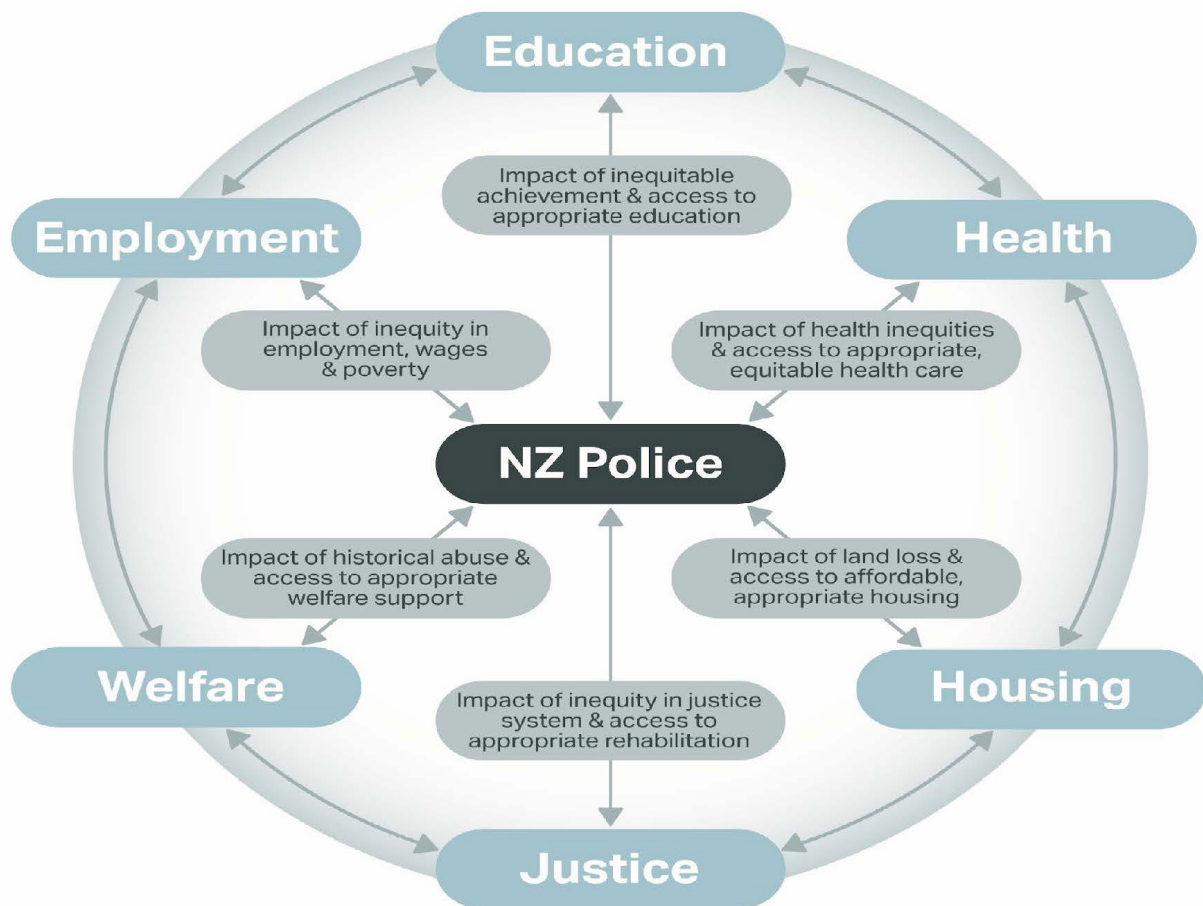 Education
Impact of inequitable
achievement & access to
appropriate education
Employment
Health
Impact of inequity in
employment, wages
& poverty
Impact of health inequities
& access to appropriate,
equitable health care
NZ Police
Impact of historical abuse &
access to appropriate
welfare support
Impact of land loss &
access to affordable,
appropriate housing
Welfare
Housing
Impact of inequity in justice
system & access to
appropriate rehabilitation
Justice